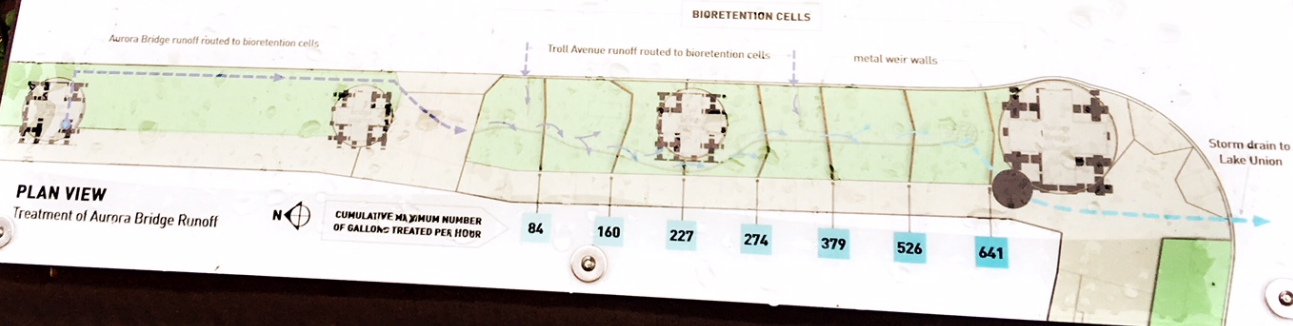 BIORETENTION CELLS
Aurora Bridge runoff routed to bioretention cells
Troll Avenue runoff routed to bioretention cells
metal weir walls
Storm drain to
Lake Union
PLAN VIEW
Treatment of Aurora Bridge Runoff
N
CUMULATIVE MAXIMUM NUMBER
OF GALLONS TREATED PER HOUR
84
160
227
274
379
526
641